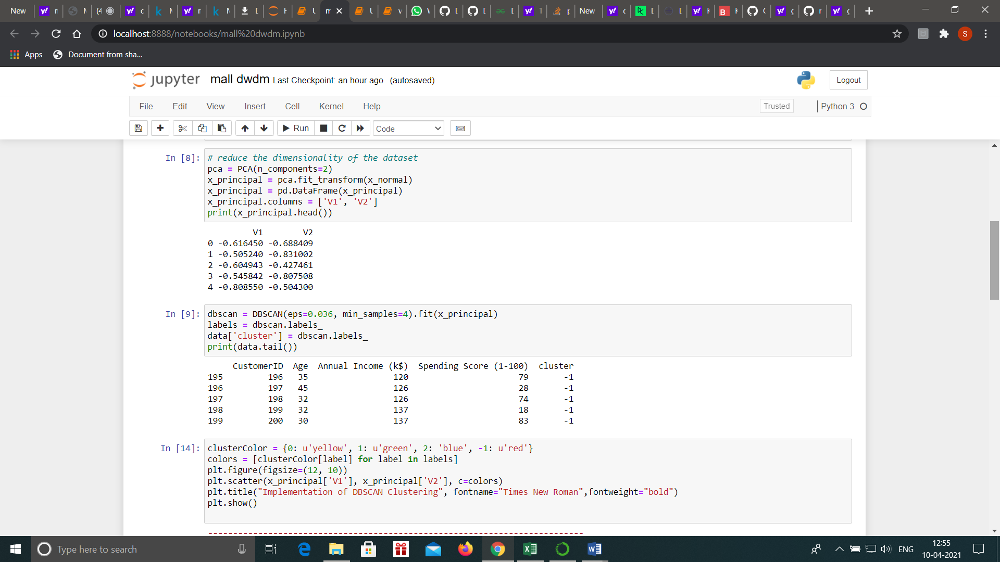 New
localhost:8888/notebooks/mall%20dwdm.ipynb
S
Apps Document from sha...
jupyter mall dwdm Last Checkpoint: an hour ago (autosaved)
Logout
File Edit View Insert Cell Kernel Help
Trusted Python 3
Run Code
In [8]: # reduce the dimensionality of the dataset
pca = PCA(n_components=2)
x_principal = pca.fit_transform(x_normal)
x_principal = pd.DataFrame(x_principal)
x_principal.columns = ['V1', 'V2']
print(x_principal.head())
V1 V2
0 -0.616450 -0.688409
1 -0.505240 -0.831002
2 -0.604943 -0.427461
3 -0.545842 -0.807508
4 -0.808550 -0.504300
In [9]: dbscan = DBSCAN(eps=0.036, min_samples=4).fit(x_principal)
labels = dbscan.labels_
data['cluster'] = dbscan.labels_
print(data.tail())
CustomerID Age Annual Income (k$) Spending Score (1-100) cluster
195 196 35 120 79 -1
196 197 45 126 28 -1
197 198 32 126 74 -1
198 199 32 137 18 -1
199 200 30 137 83 -1
In [14]: clusterColor = {0: u'yellow', 1: u'green', 2: 'blue', -1: u'red'}
colors = [clusterColor[label] for label in labels]
plt.figure(figsize=(12, 10))
plt.scatter(x_principal['V1'], x_principal['V2'], c=colors)
plt.title("Implementation of DBSCAN Clustering", fontname="Times New Roman",fontweight="bold")
plt.show()
---------------------------------------------------------------------------
Type here to search
ENG
12:55
10-04-2021